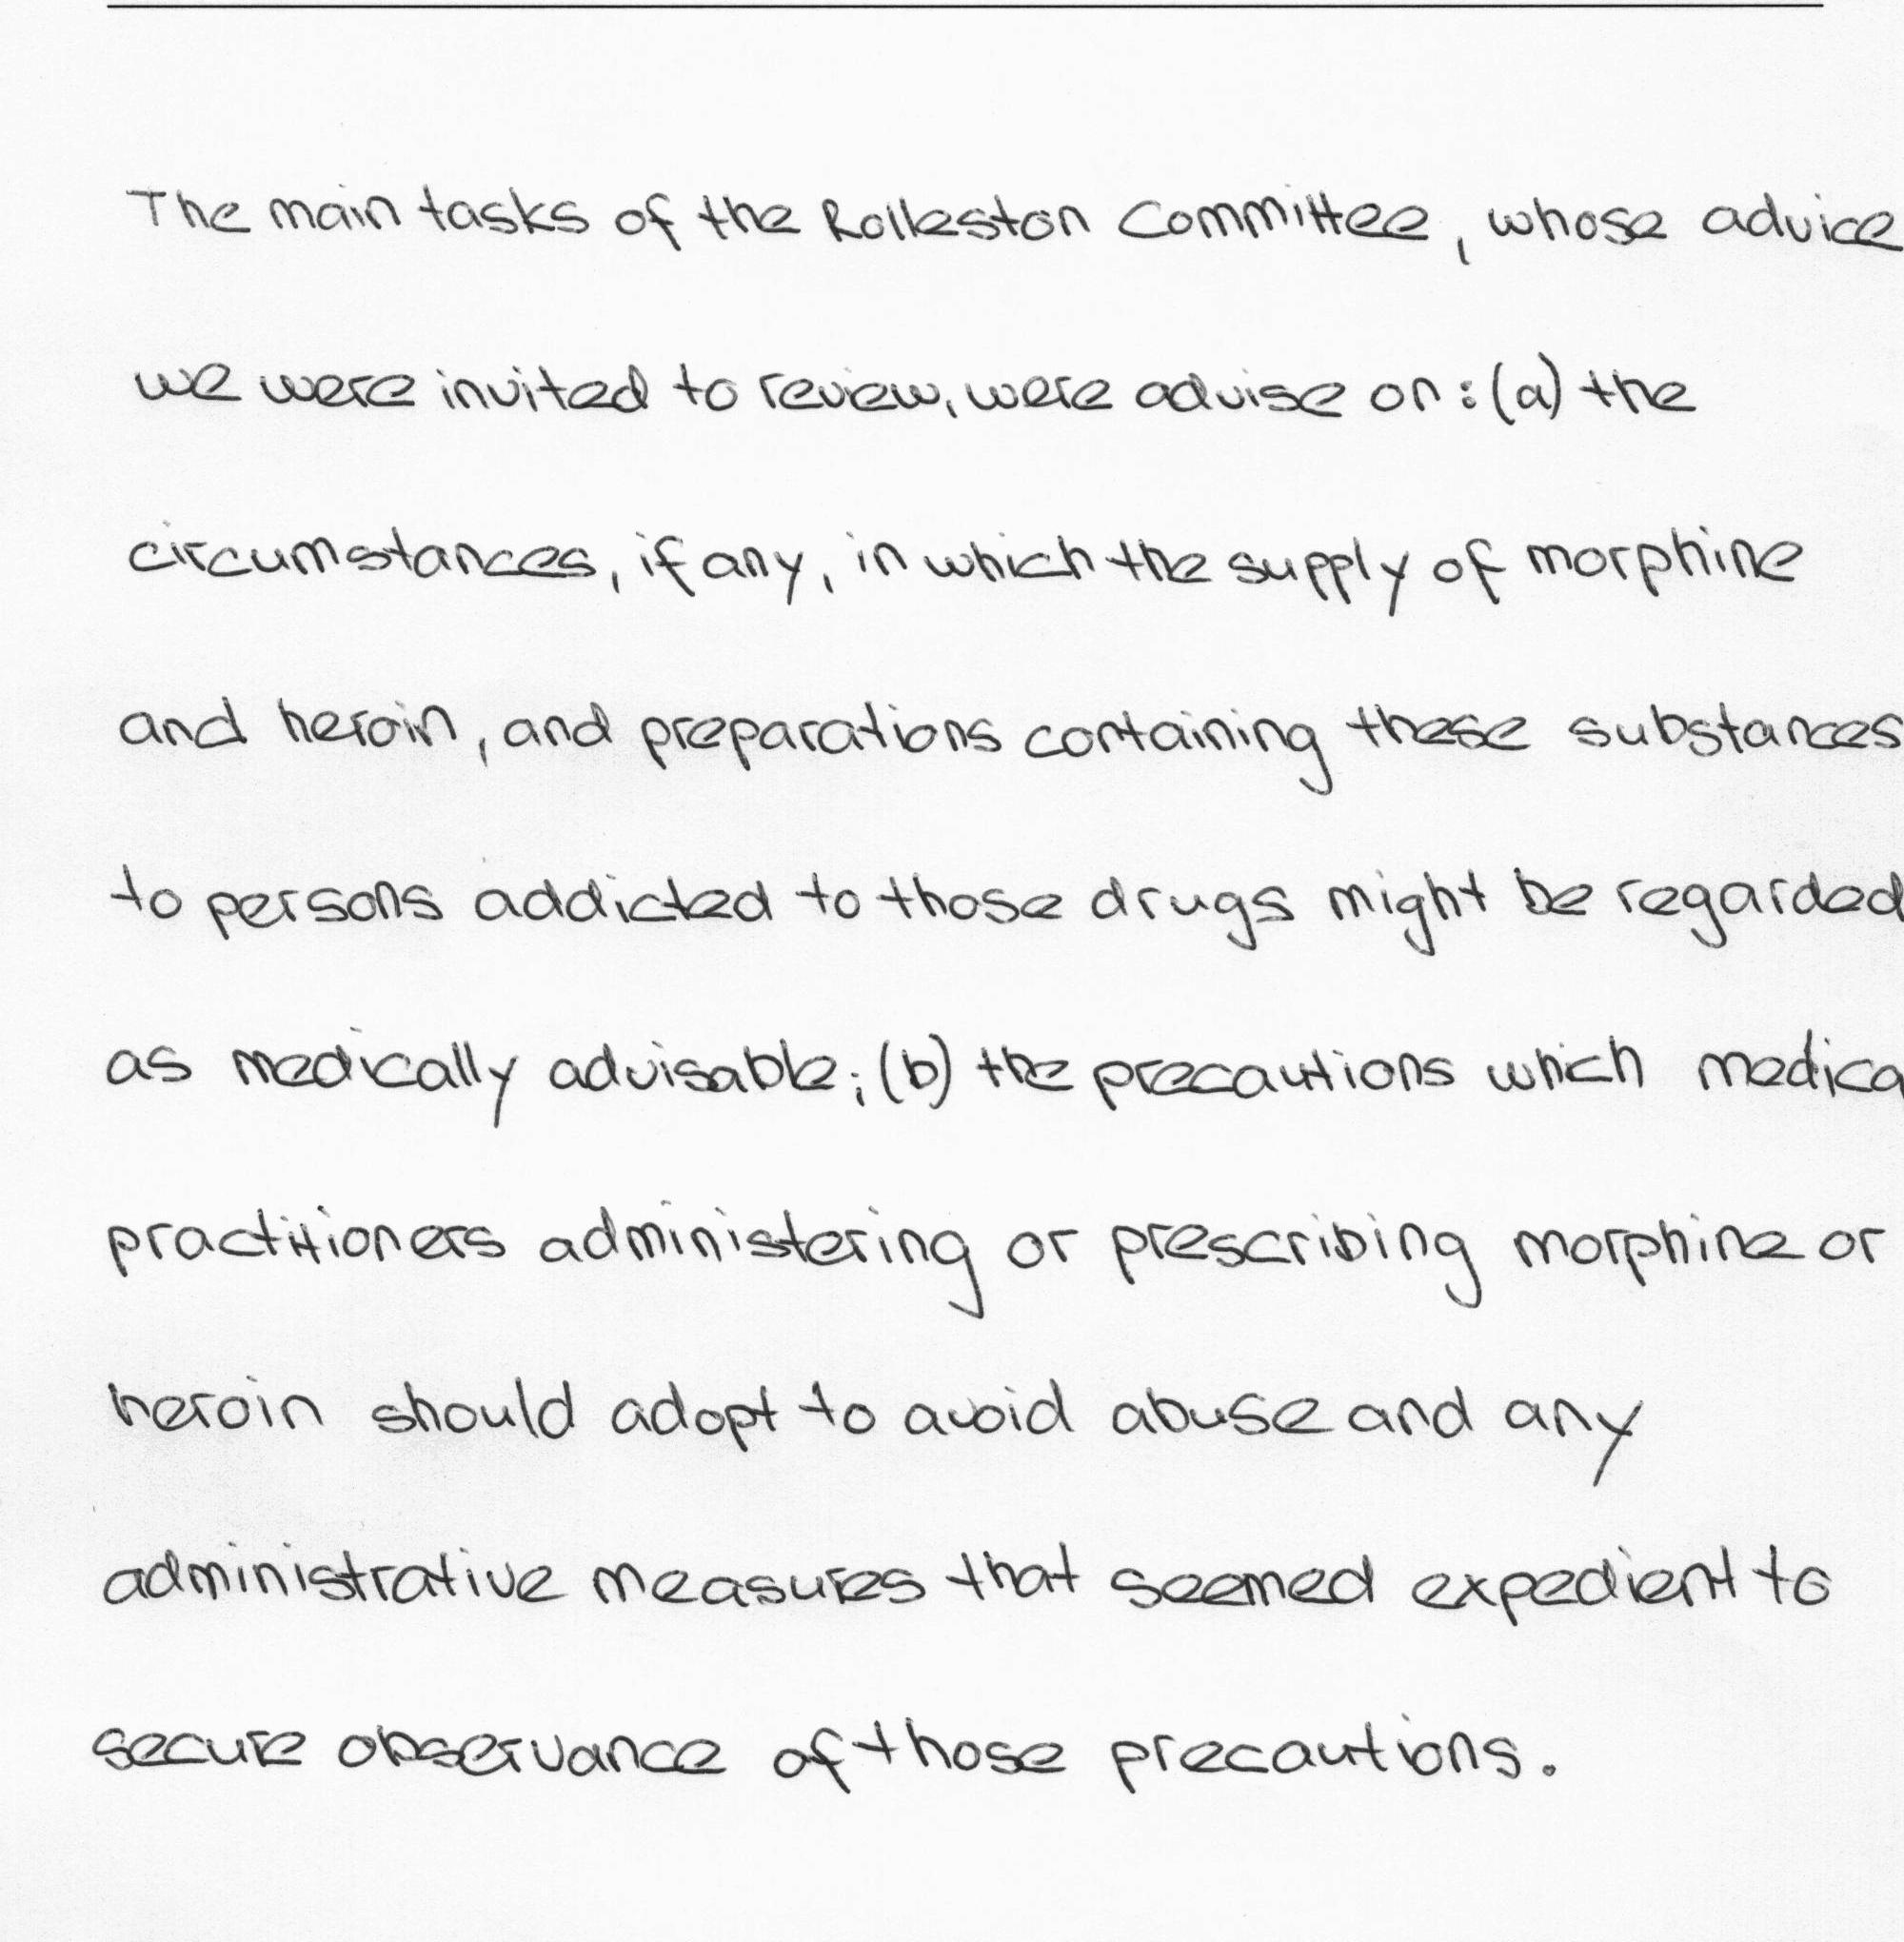 The main tasks of the Rolleston Committee, whose advice
we were invited to review, were advise on: (a) the
circumstances, if any, in which the supply of morphine
and heroin, and preparations containing these substances
to persons addicted to those drugs might be regarded
as medically advisable; (b) the precautions which medica
practitioners administering or prescribing morphine or
heroin should adopt to avoid abuse and any
administrative measures that seemed expedient to
secure observance of those precautions.